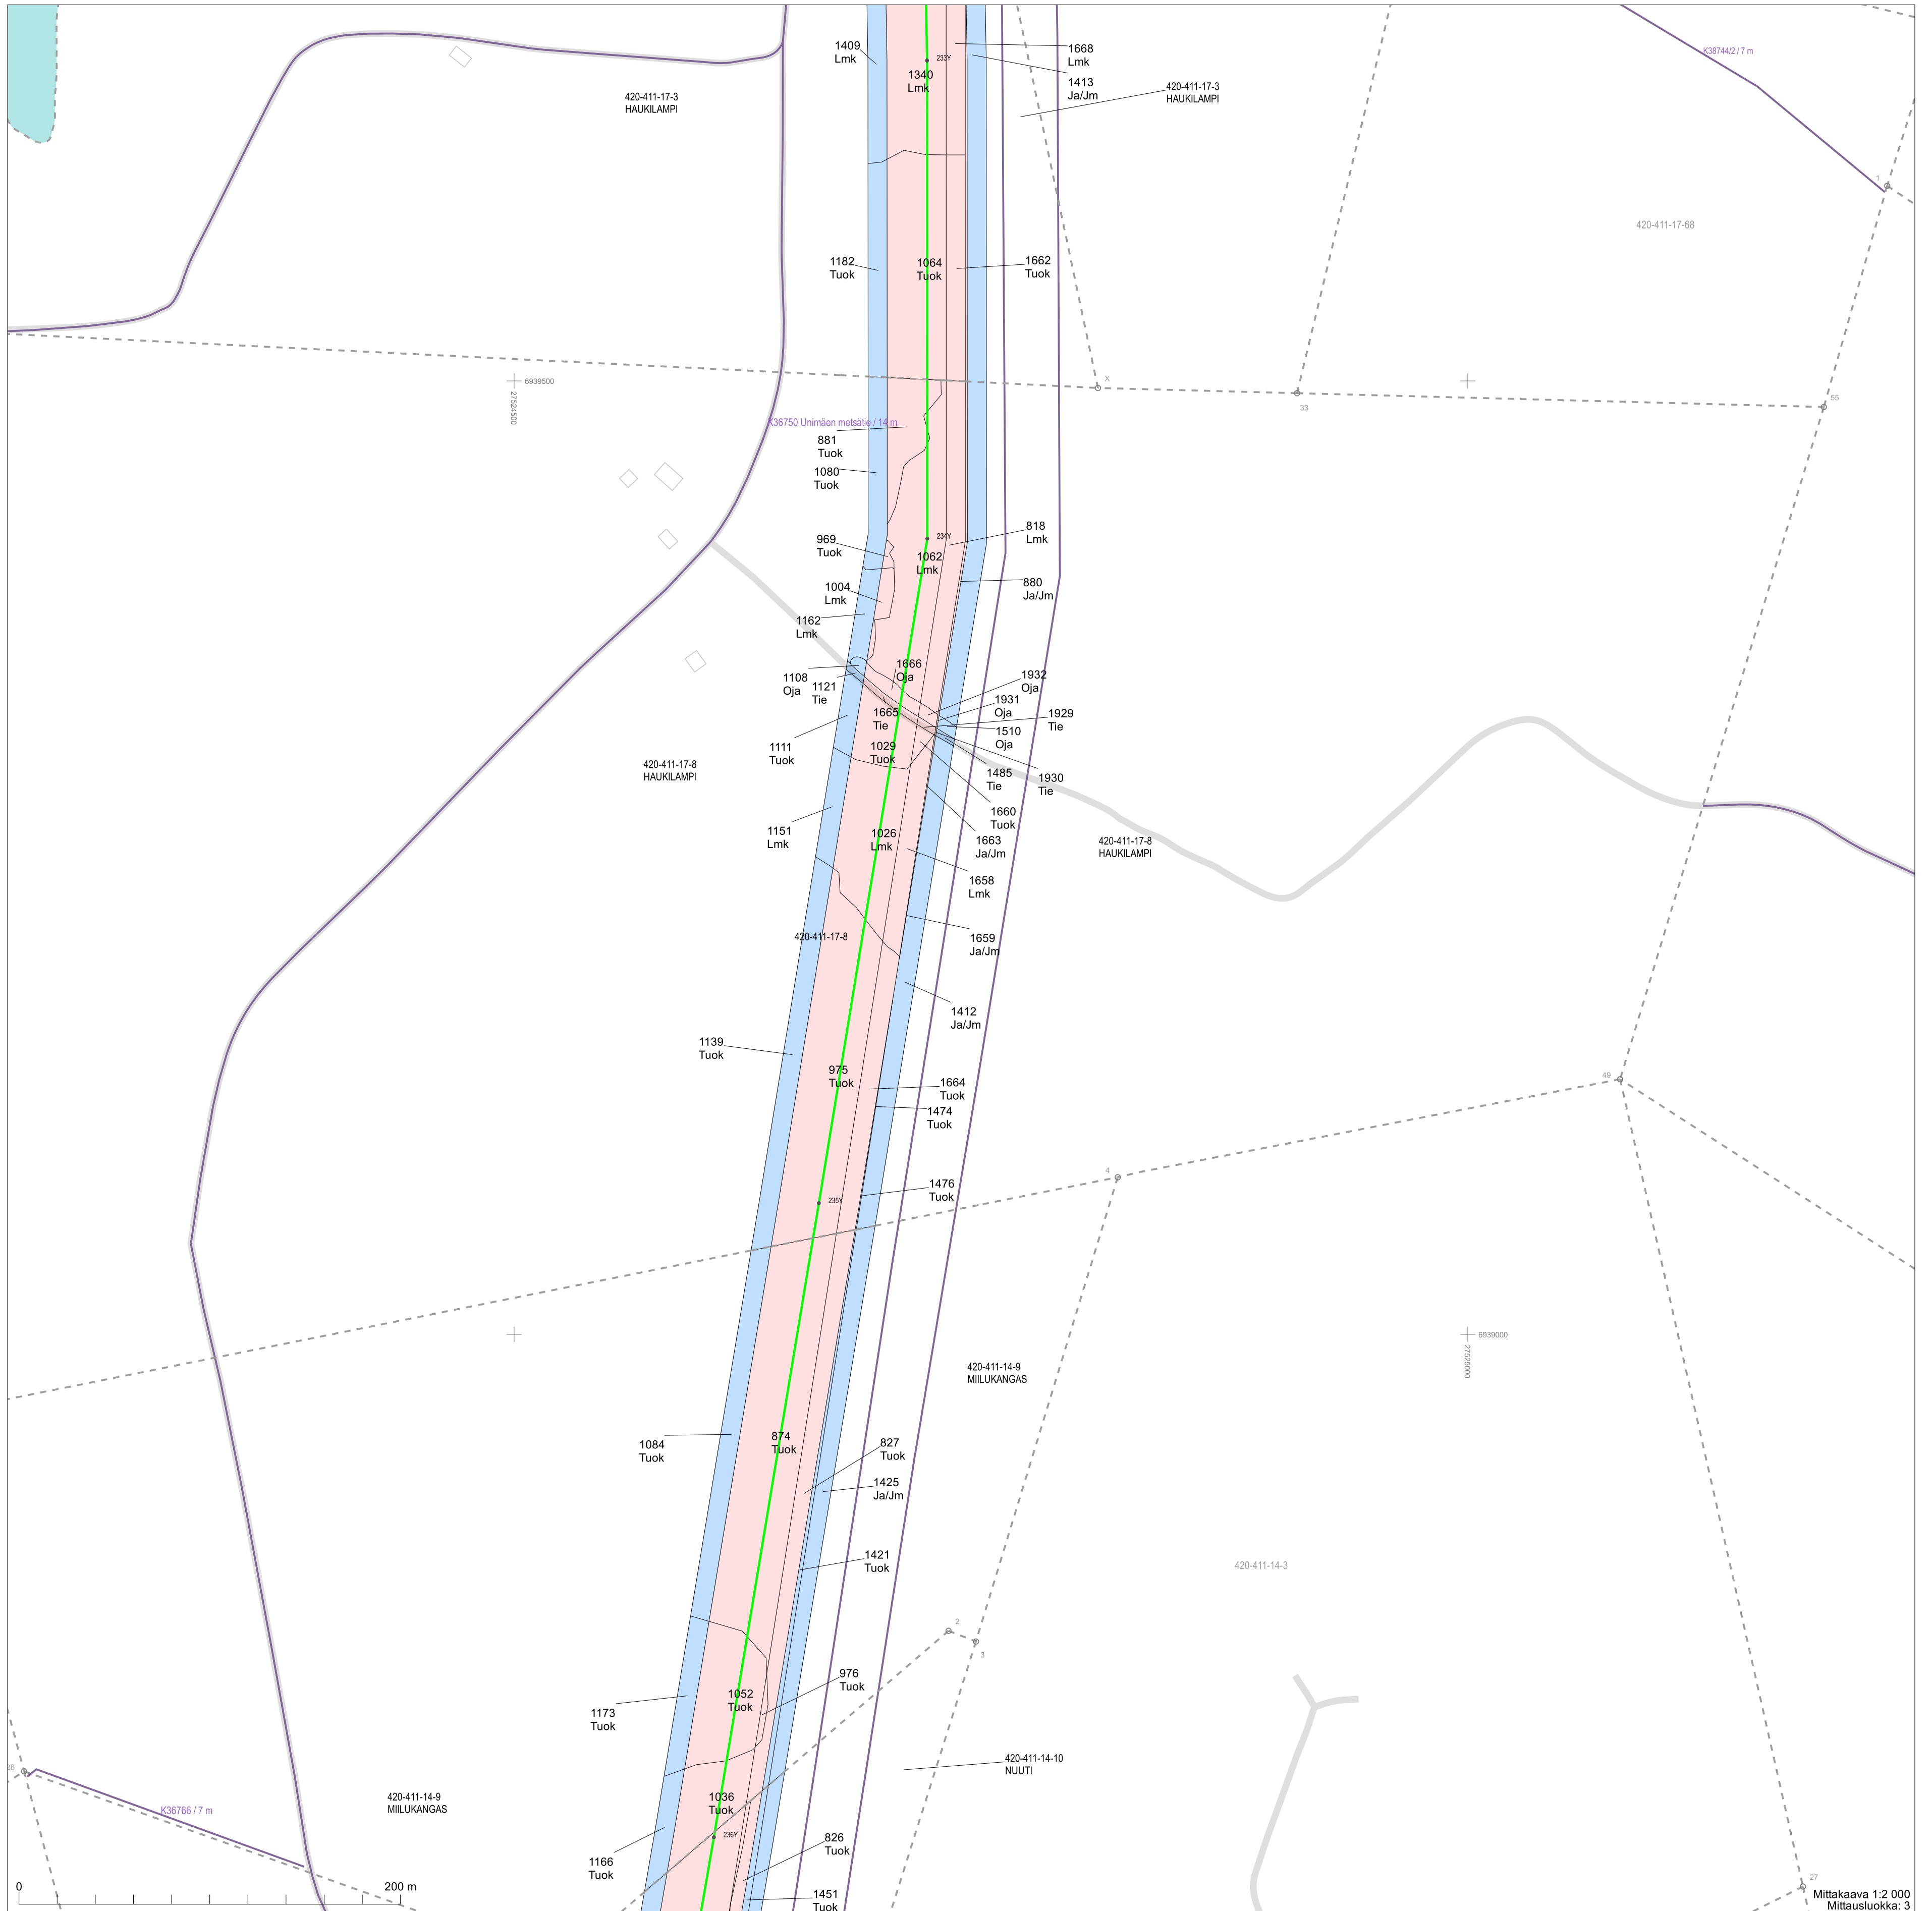 1409
Lmk
233Y
1340
Lmk
1668
Lmk
1413
Ja/Jm
K38744/2 / 7 m
420-411-17-3
HAUKILAMPI
420-411-17-3
HAUKILAMPI
1
420-411-17-68
1182
Tuok
1064
Tuok
1662
Tuok
6939500
27524500
X
33
55
K36750 Unimäen metsätie / 14 m
881
Tuok
1080
Tuok
818
Lmk
969
Tuok
234Y
1062
Lmk
880
Ja/Jm
1004
Lmk
1162
Lmk
1666
Oja
1108
Oja
1121
Tie
1932
Oja
1931
Oja
1929
Tie
1665
Tie
1510
Oja
1111
Tuok
1029
Tuok
420-411-17-8
HAUKILAMPI
1485
Tie
1930
Tie
1660
Tuok
1151
Lmk
1026
Lmk
1663
Ja/Jm
420-411-17-8
HAUKILAMPI
1658
Lmk
420-411-17-8
1659
Ja/Jm
1412
Ja/Jm
1139
Tuok
975
Tuok
1664
Tuok
1474
Tuok
49
4
1476
Tuok
235Y
6939000
27525000
420-411-14-9
MIILUKANGAS
1084
Tuok
874
Tuok
827
Tuok
1425
Ja/Jm
1421
Tuok
420-411-14-3
2
3
976
Tuok
1052
Tuok
1173
Tuok
420-411-14-10
NUUTI
26
K36766 / 7 m
420-411-14-9
MIILUKANGAS
1036
Tuok
236Y
826
Tuok
1166
Tuok
1451
Tuok
27
0
200 m
Mittakaava 1:2 000
Mittausluokka: 3